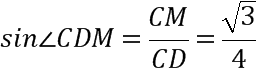 sin∠CDM = CM/CD = √3/4